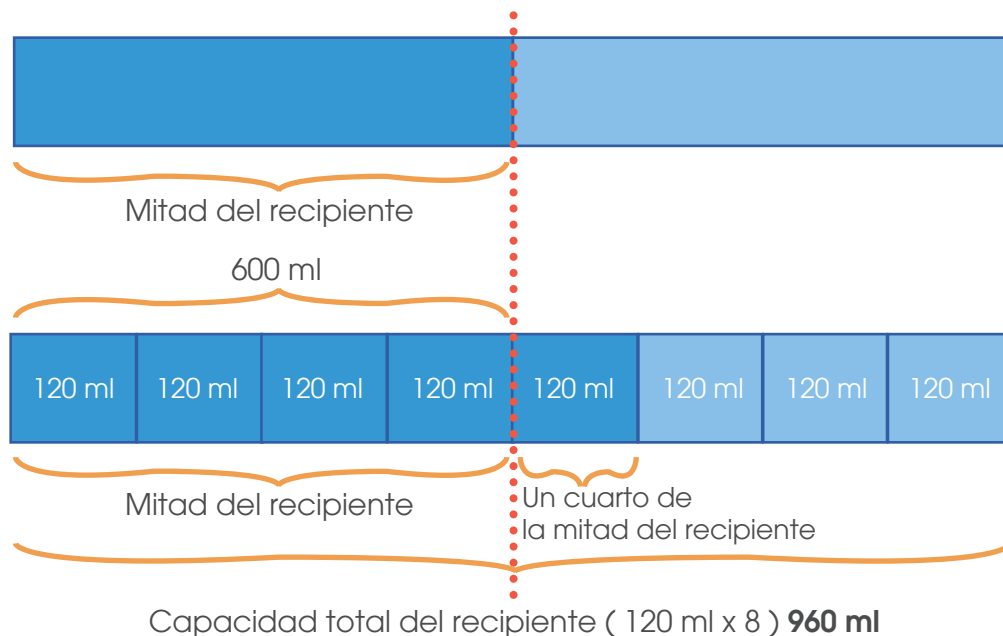 Mitad del recipiente
600 ml
120 ml 120 ml 120 ml 120 ml 120 ml 120 ml 120 ml 120 ml
Mitad del recipiente
Un cuarto de
la mitad del recipiente
Capacidad total del recipiente ( 120 ml x 8 ) 960 ml